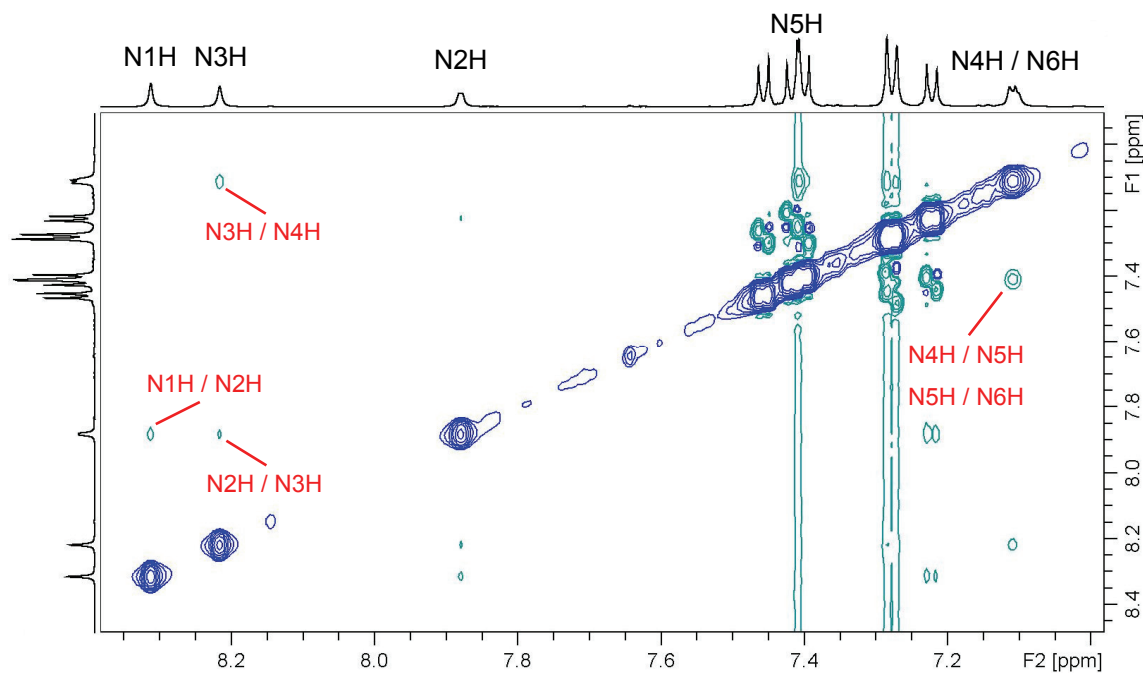 N5H
N1H N3H N2H N4H / N6H
F1 [ppm]
N3H / N4H
7.4
N4H / N5H
7.6
N1H / N2H
N5H / N6H
7.8
N2H / N3H
8.0
8.2
8.4
8.2 8.0 7.8 7.6 7.4 7.2 F2 [ppm]